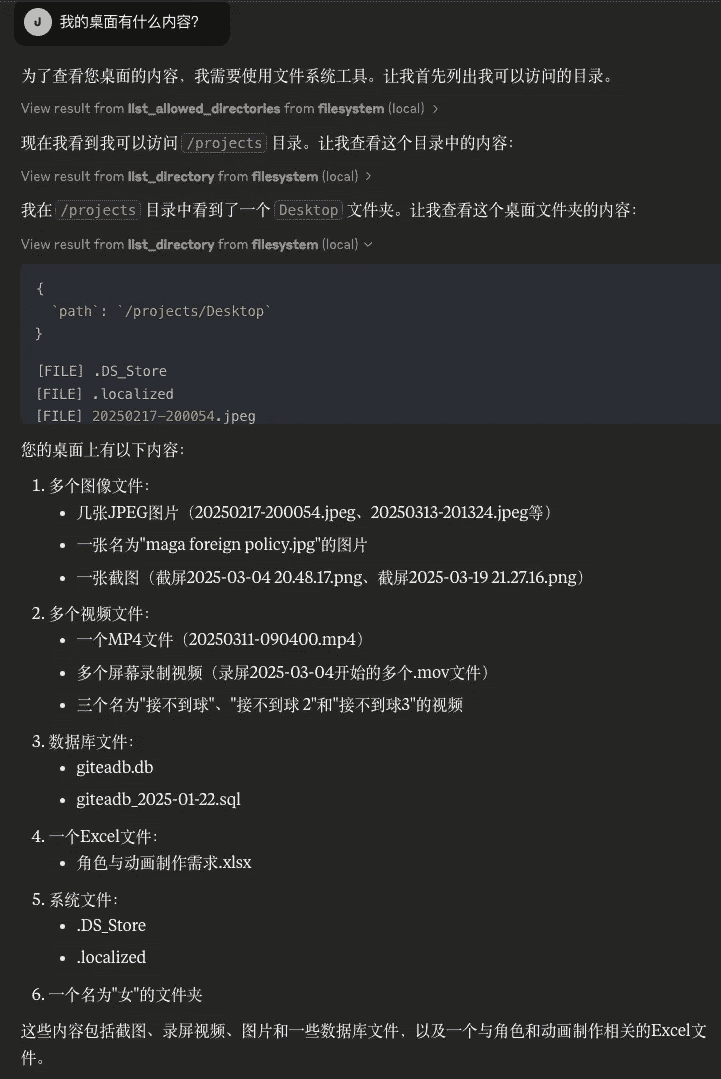 J 我的桌面有什么内容?
为了查看您桌面的内容，我需要使用文件系统工具。让我首先列出我可以访问的目录。
View result from list_allowed_directories from filesystem (local) >
现在我看到我可以访问 /projects 目录。让我查看这个目录中的内容：
View result from list_directory from filesystem (local) >
我在 /projects 目录中看到了一个 Desktop 文件夹。让我查看这个桌面文件夹的内容：
View result from list_directory from filesystem (local)
{
`path`: `/projects/Desktop`
}
[FILE] .DS_Store
[FILE] .localized
[FILE] 20250217-200054.jpeg
您的桌面上有以下内容：
1. 多个图像文件：
• 几张JPEG图片（20250217-200054.jpeg、20250313-201324.jpeg等）
• 一张名为"maga foreign policy.jpg"的图片
• 一张截图（截屏2025-03-04 20.48.17.png、截屏2025-03-19 21.27.16.png）
2. 多个视频文件：
• 一个MP4文件（20250311-090400.mp4）
• 多个屏幕录制视频（录屏2025-03-04开始的多个.mov文件）
• 三个名为"接不到球"、"接不到球 2"和"接不到球3"的视频
3. 数据库文件：
• giteadb.db
• giteadb_2025-01-22.sql
4. 一个Excel文件：
• 角色与动画制作需求.xlsx
5. 系统文件：
• .DS_Store
• .localized
6. 一个名为"女"的文件夹
这些内容包括截图、录屏视频、图片和一些数据库文件，以及一个与角色和动画制作相关的Excel文
件。